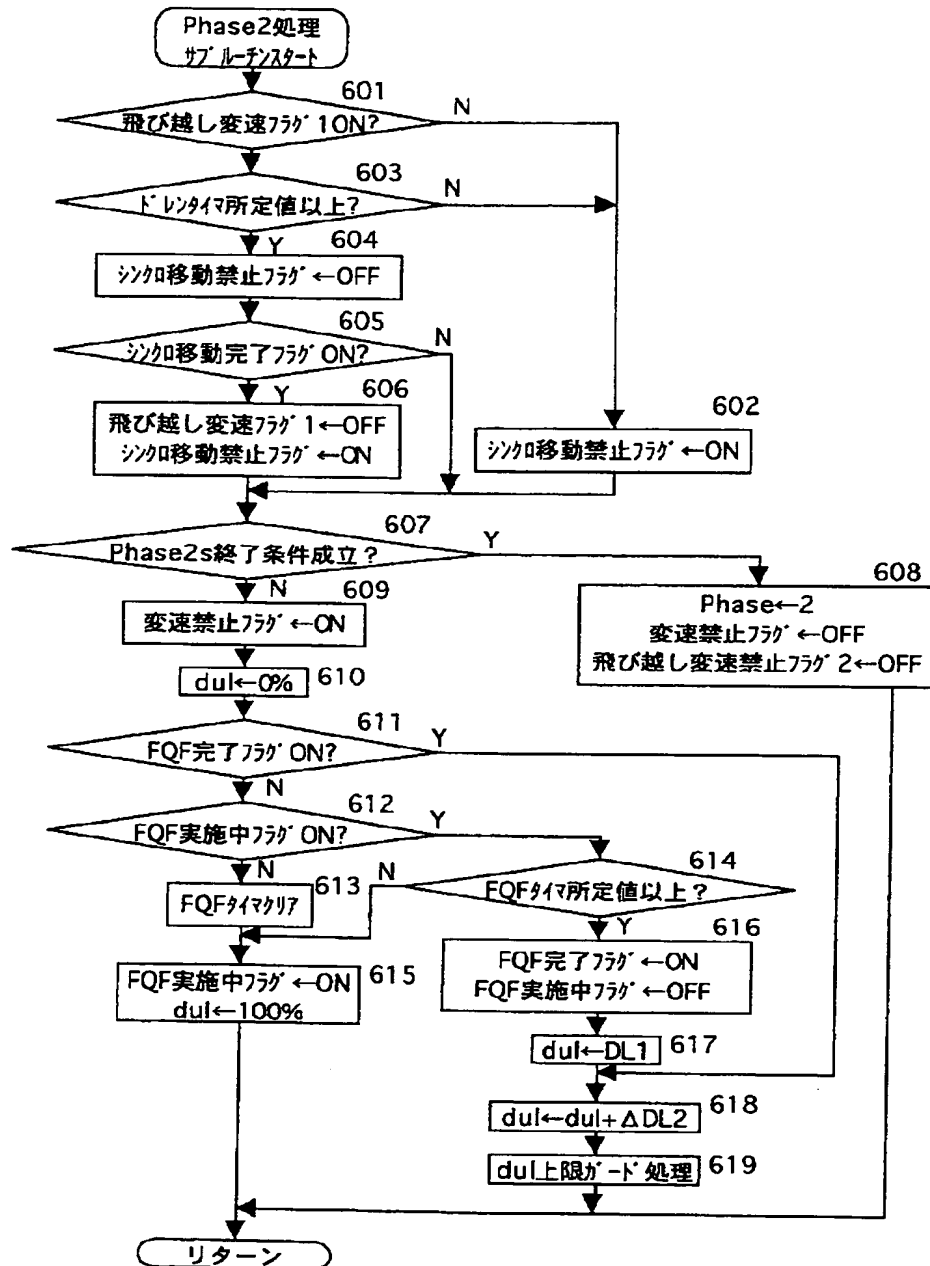 Phase2処理
サブルーチンスタート
601
N
飛び越し変速フラグ1ON?
603
N
ドレンタイマ所定値以上?
Y
604
シンクロ移動禁止フラグ←OFF
605
N
シンクロ移動完了フラグON?
Y
606
602
飛び越し変速フラグ1←OFF
シンクロ移動禁止フラグ←ON
シンクロ移動禁止フラグ←ON
607
Y
Phase2s終了条件成立?
N
609
608
変速禁止フラグ←ON
Phase←2
変速禁止フラグ←OFF
飛び越し変速禁止フラグ2←OFF
dul←0%
610
611
Y
FQF完了フラグON?
N
612
Y
FQF実施中フラグON?
614
N
613
N
FQFタイマ所定値以上?
FQFタイマクリア
Y
616
FQF実施中フラグ←ON
dul←100%
615
FQF完了フラグ←ON
FQF実施中フラグ←OFF
dul←DL1
617
dul←dul+ΔDL2
618
dul上限ガード処理
619
リターン